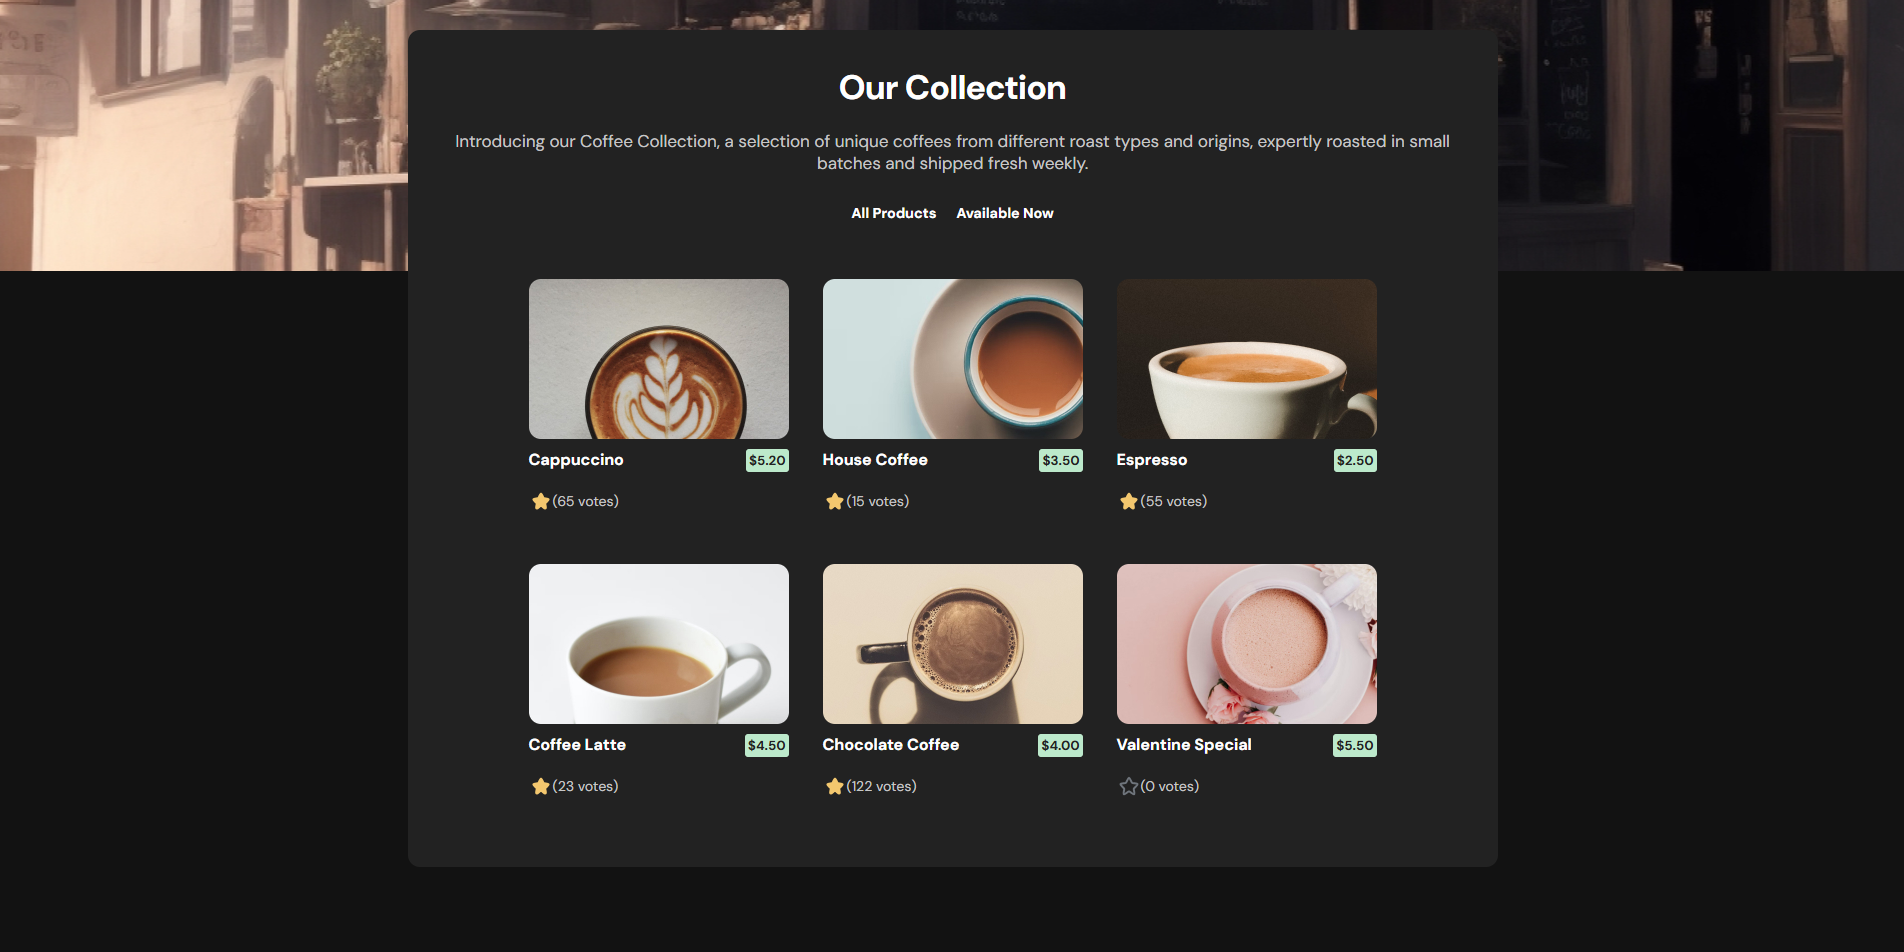 Our Collection
Introducing our Coffee Collection, a selection of unique coffees from different roast types and origins, expertly roasted in small
batches and shipped fresh weekly.
All Products Available Now
Cappuccino $5.20
(65 votes)
House Coffee $3.50
(15 votes)
Espresso $2.50
(55 votes)
Coffee Latte $4.50
(23 votes)
Chocolate Coffee $4.00
(122 votes)
Valentine Special $5.50
(0 votes)